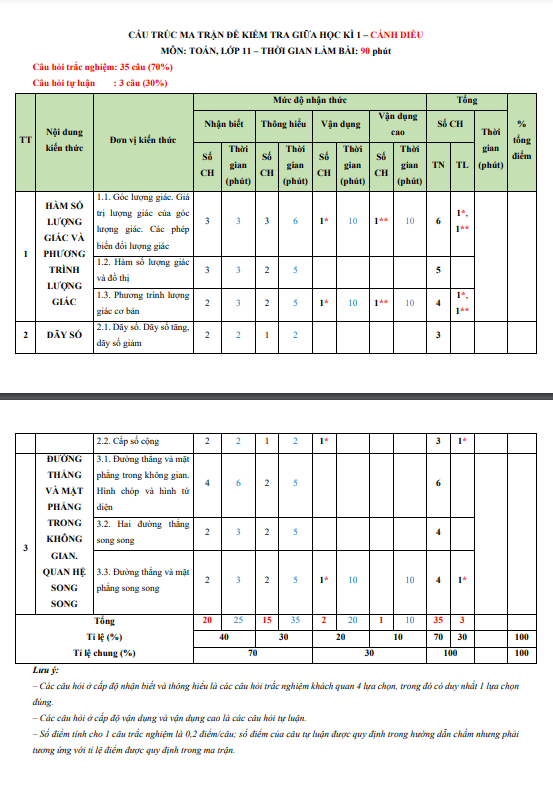 CẤU TRÚC MA TRẬN ĐỀ KIỂM TRA GIỮA HỌC KÌ 1 – CÁNH DIỀU
MÔN: TOÁN, LỚP 11 – THỜI GIAN LÀM BÀI: 90 phút
Câu hỏi trắc nghiệm: 35 câu (70%)
Câu hỏi tự luận : 3 câu (30%)
TT Nội dung kiến thức Đơn vị kiến thức Mức độ nhận thức Tổng % tổng điểm
Nhận biết Thông hiểu Vận dụng Vận dụng cao Số CH Thời gian (phút)
Số CH Thời gian (phút) Số CH Thời gian (phút) Số CH Thời gian (phút) Số CH Thời gian (phút) TN TL
1 HÀM SỐ LƯỢNG GIÁC VÀ PHƯƠNG TRÌNH LƯỢNG GIÁC
1.1. Góc lượng giác. Giá trị lượng giác của góc lượng giác. Các phép biến đổi lượng giác 3 3 3 6 1* 10 1** 10 6 1*, 1**
1.2. Hàm số lượng giác và đồ thị 3 3 2 5 5
1.3. Phương trình lượng giác cơ bản 2 3 2 5 1* 10 1** 10 4 1*, 1**
2 DÃY SỐ 2.1. Dãy số. Dãy số tăng, dãy số giảm 2 2 1 2 3
2.2. Cấp số cộng 2 2 1 2 1* 3 1*
3 ĐƯỜNG THẲNG VÀ MẶT PHẲNG TRONG KHÔNG GIAN. QUAN HỆ SONG SONG
3.1. Đường thẳng và mặt phẳng trong không gian. Hình chóp và hình tứ diện 4 6 2 5 6
3.2. Hai đường thẳng song song 2 3 2 5 4
3.3. Đường thẳng và mặt phẳng song song 2 3 2 5 1* 10 10 4 1*
Tổng 20 25 15 35 2 20 1 10 35 3
Tỉ lệ (%) 40 30 20 10 70 30 100
Tỉ lệ chung (%) 70 30 100 100
Lưu ý:
– Các câu hỏi ở cấp độ nhận biết và thông hiểu là các câu hỏi trắc nghiệm khách quan 4 lựa chọn, trong đó có duy nhất 1 lựa chọn
đúng.
– Các câu hỏi ở cấp độ vận dụng và vận dụng cao là các câu hỏi tự luận.
– Số điểm tính cho 1 câu trắc nghiệm là 0,2 điểm/câu; số điểm của câu tự luận được quy định trong hướng dẫn chấm nhưng phải
tương ứng với tỉ lệ điểm được quy định trong ma trận.